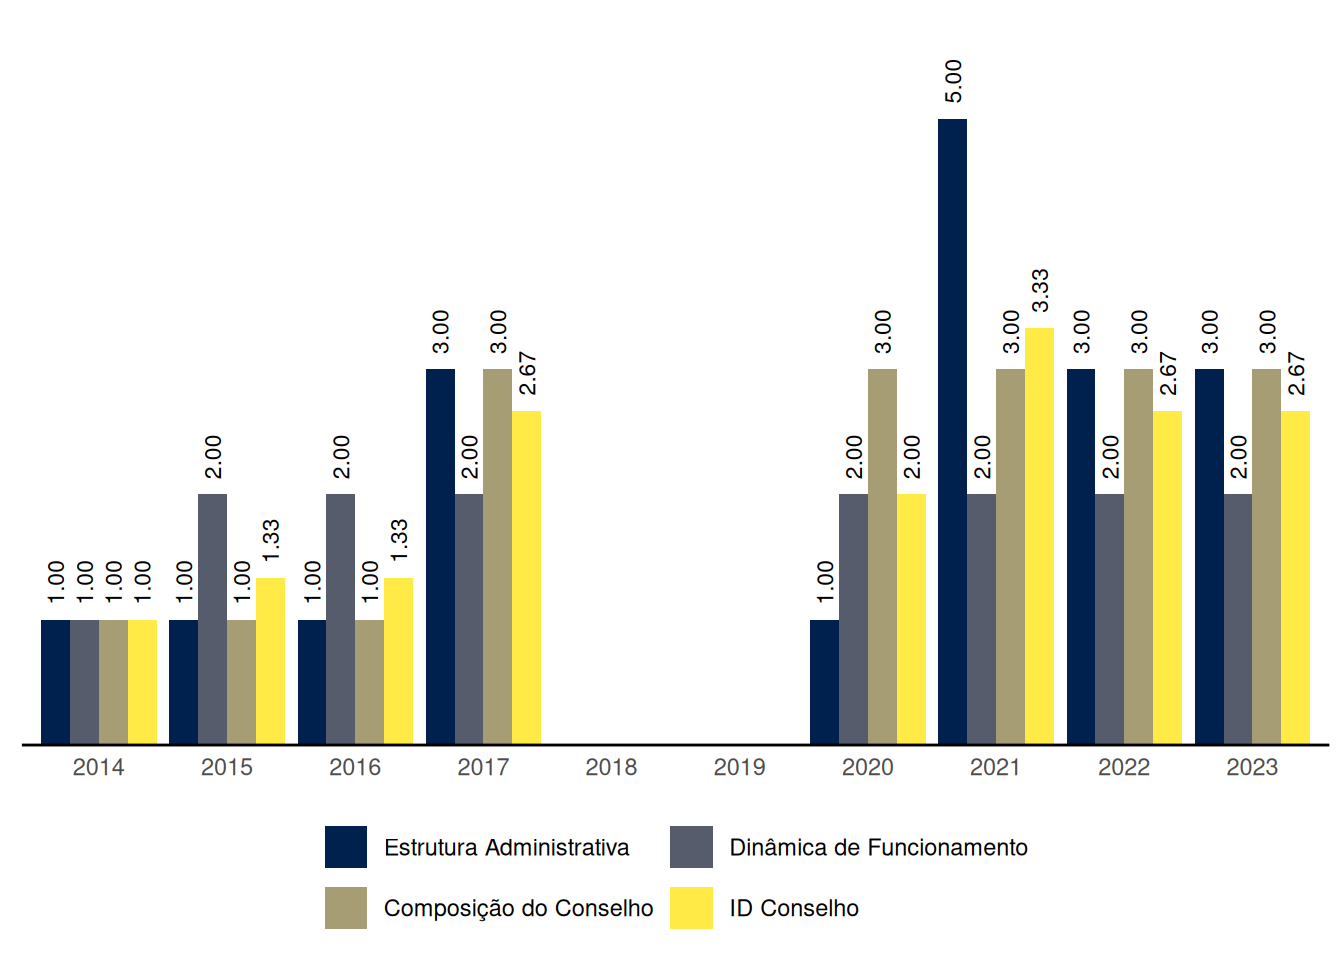 5.00
3.33
3.00 3.00 2.67
3.00 3.00
3.00 3.00 2.67
3.00 3.00 2.67
2.00 2.00 2.00 2.00 2.00 2.00 2.00 2.00
1.33 1.33
1.00 1.00 1.00 1.00 1.00 1.00 1.00 1.00 1.00
2014 2015 2016 2017 2018 2019 2020 2021 2022 2023
Estrutura Administrativa Dinâmica de Funcionamento
Composição do Conselho ID Conselho